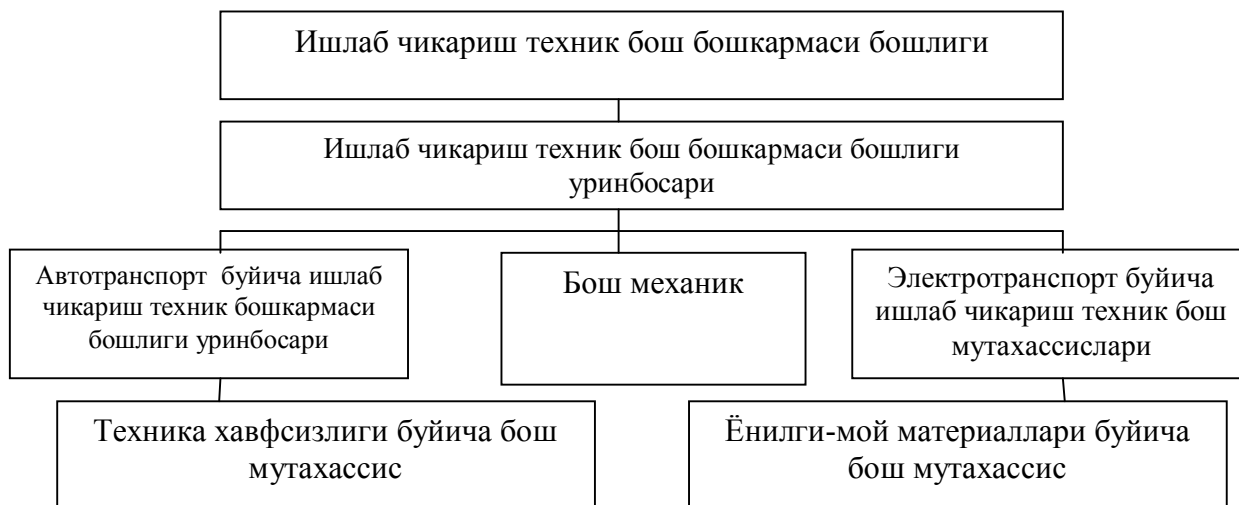 Ишлаб чикариш техник бош бошкармаси бошлиги
Ишлаб чикариш техник бош бошкармаси бошлиги
уринбосари
Автотранспорт буйича ишлаб
чикариш техник бошкармаси
бошлиги уринбосари
Бош механик
Электротранспорт буйича
ишлаб чикариш техник бош
мутахассислари
Техника хавфсизлиги буйича бош
мутахассис
Ёнилги-мой материаллари буйича
бош мутахассис